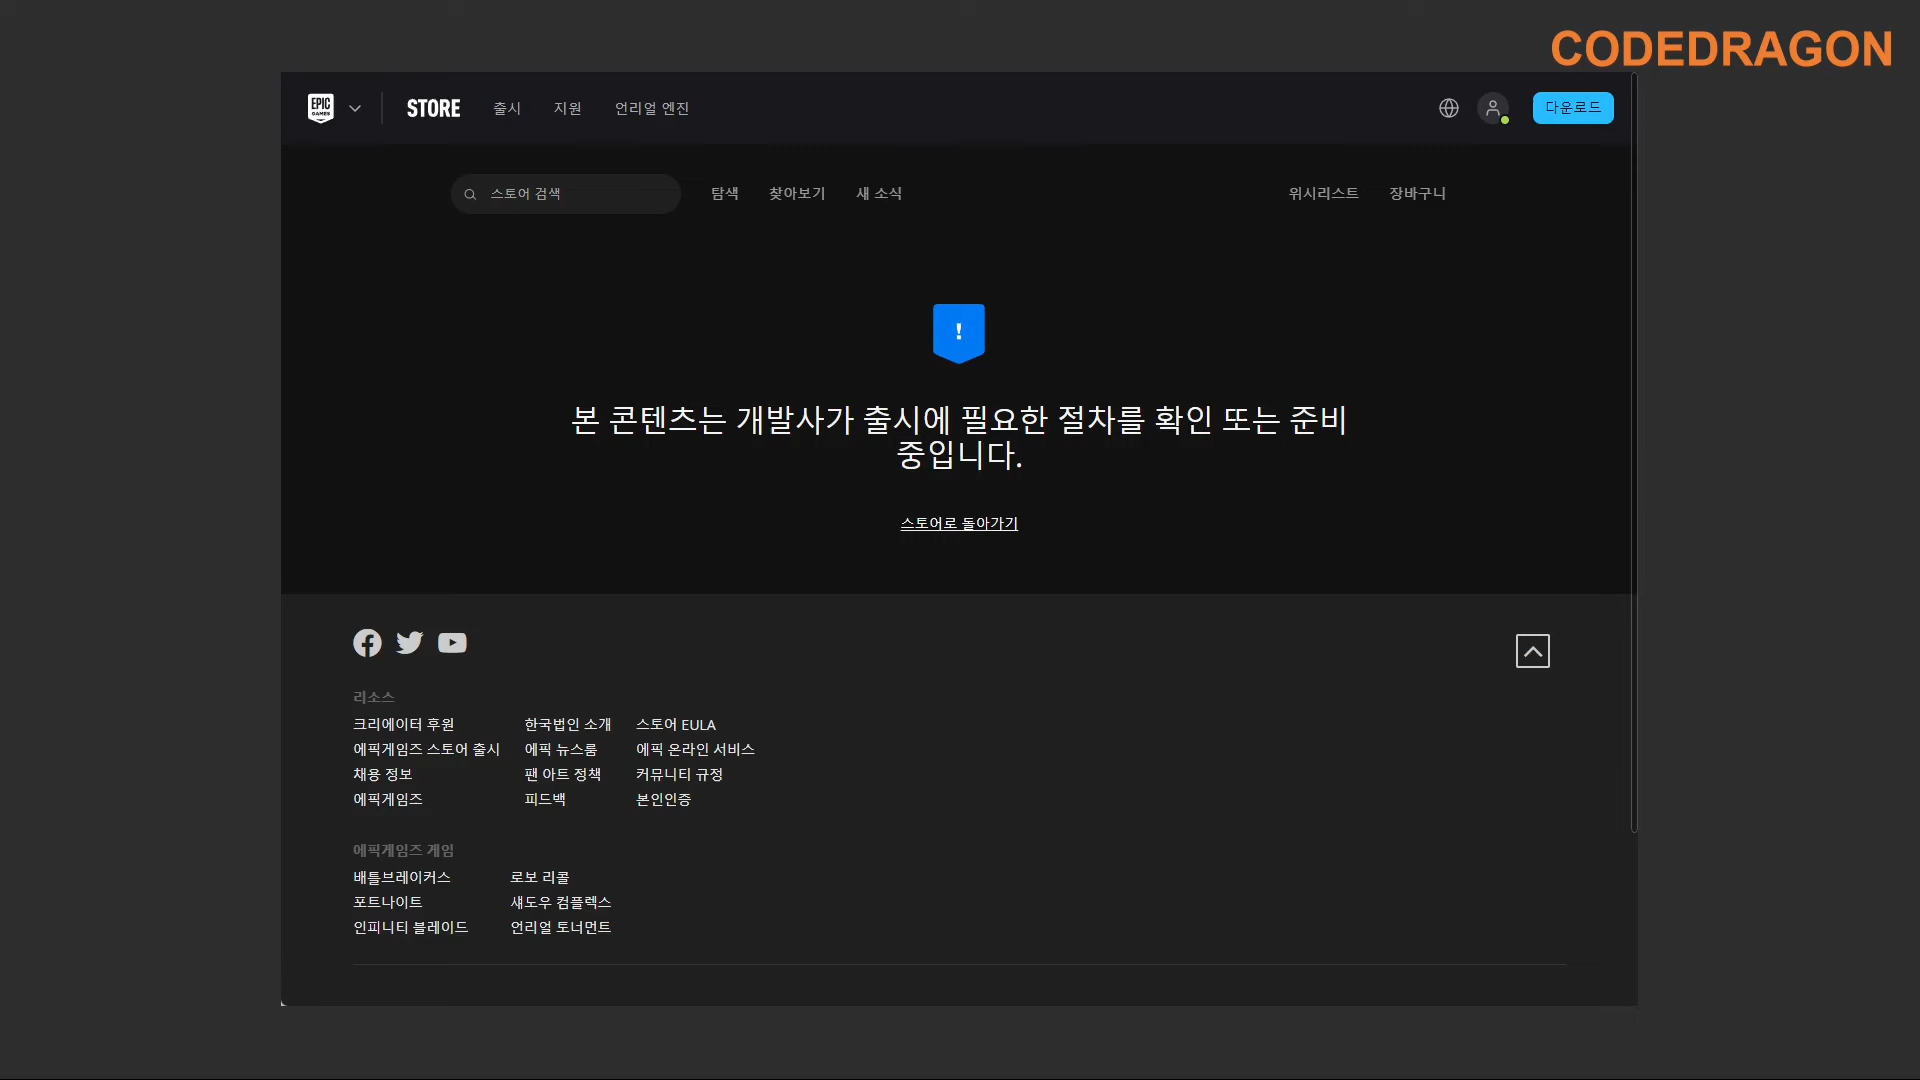 CODEDRAGON
EPIC
GAMES
STORE 출시 지원 언리얼 엔진 다운로드
스토어 검색 탐색 찾아보기 새 소식 위시리스트 장바구니
!
본 콘텐츠는 개발사가 출시에 필요한 절차를 확인 또는 준비
중입니다.
스토어로 돌아가기
리소스
크리에이터 후원 한국법인 소개 스토어 EULA
에픽게임즈 스토어 출시 에픽 뉴스룸 에픽 온라인 서비스
채용 정보 팬 아트 정책 커뮤니티 규정
에픽게임즈 피드백 본인인증
에픽게임즈 게임
배틀브레이커스 로보 리콜
포트나이트 섀도우 컴플렉스
인피니티 블레이드 언리얼 토너먼트